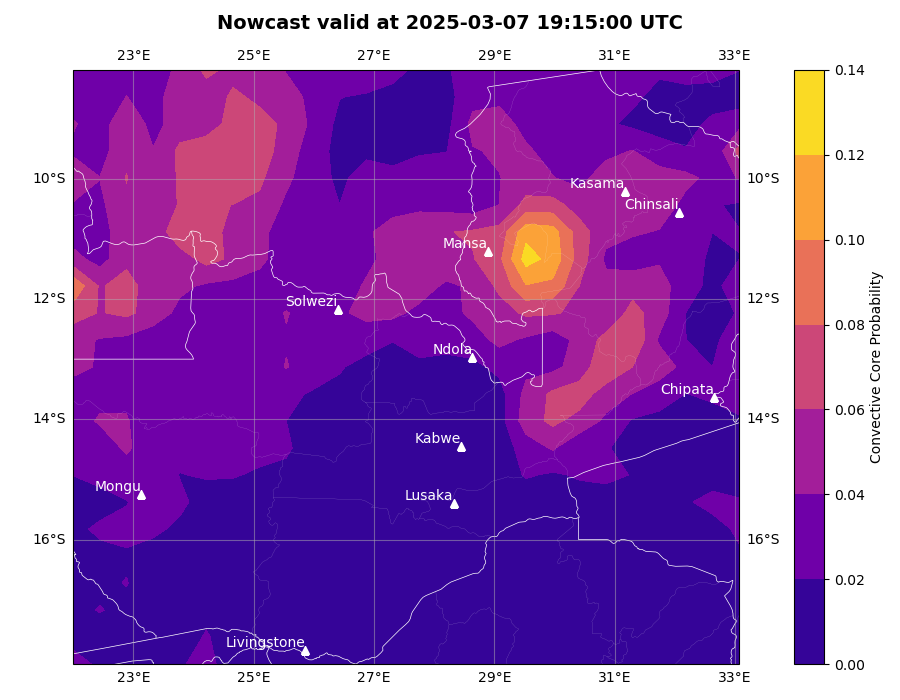 Nowcast valid at 2025-03-07 19:15:00 UTC
23°E 25°E 27°E 29°E 31°E 33°E
0.14
0.12
0.10
0.08
0.06
0.04
0.02
0.00
Convective Core Probability
10°S 10°S
12°S 12°S
14°S 14°S
16°S 16°S
Kasama
Chinsali
Mansa
Solwezi
Ndola
Chipata
Kabwe
Mongu
Lusaka
Livingstone
23°E 25°E 27°E 29°E 31°E 33°E